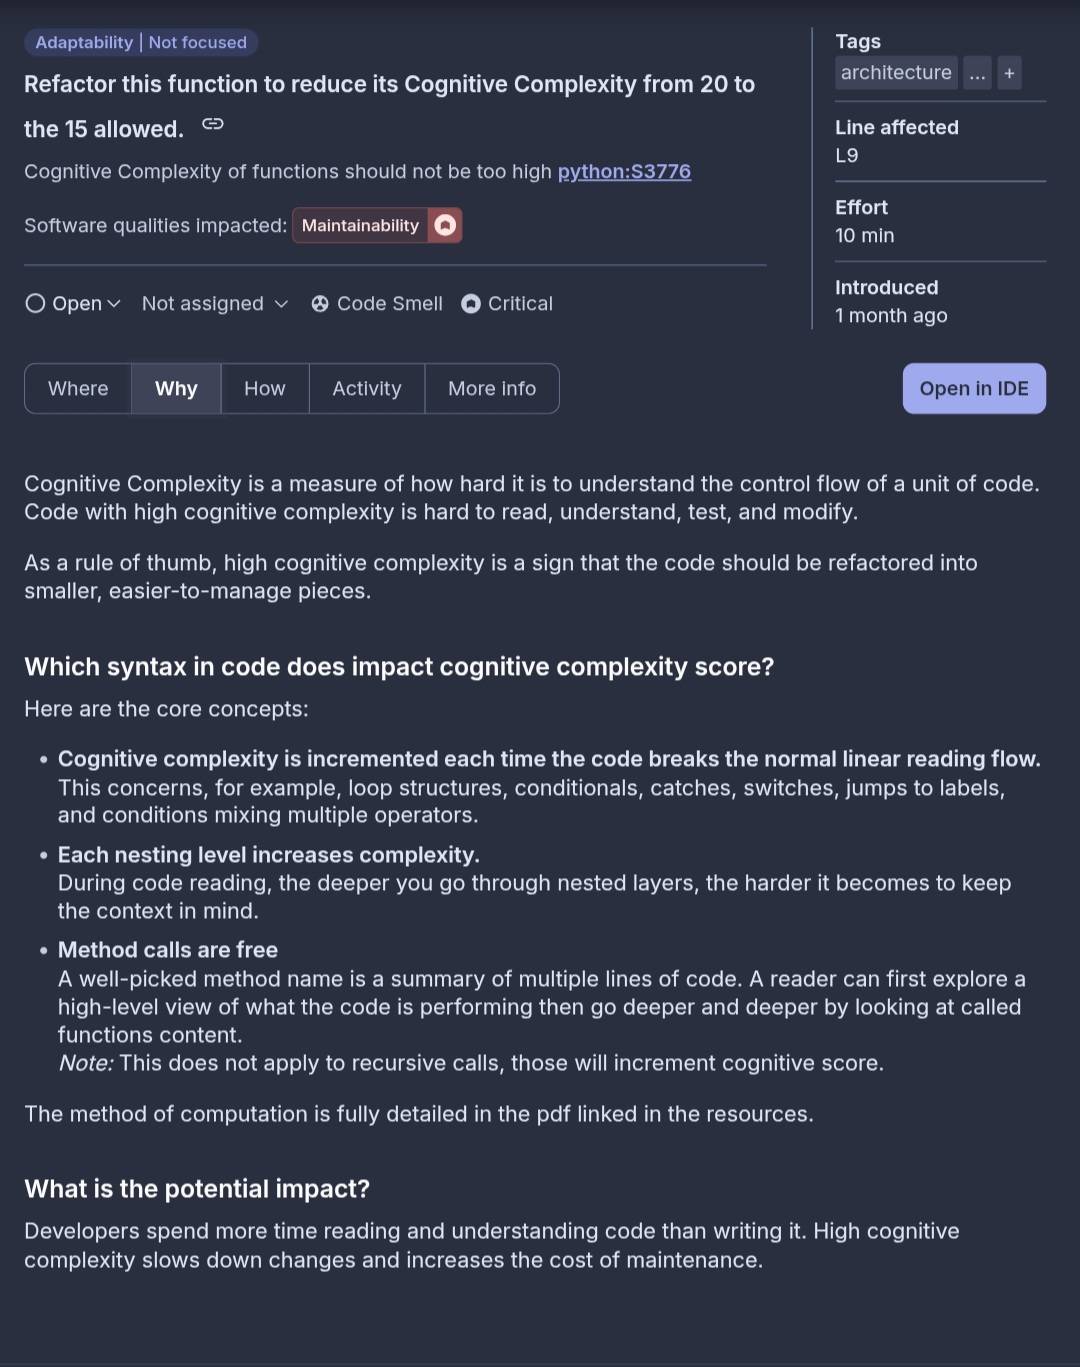 Adaptability | Not focused
Refactor this function to reduce its Cognitive Complexity from 20 to
the 15 allowed.
Cognitive Complexity of functions should not be too high python:S3776
Software qualities impacted: Maintainability
Open Not assigned Code Smell Critical
Tags
architecture ... +
Line affected
L9
Effort
10 min
Introduced
1 month ago
Where Why How Activity More info
Open in IDE
Cognitive Complexity is a measure of how hard it is to understand the control flow of a unit of code.
Code with high cognitive complexity is hard to read, understand, test, and modify.
As a rule of thumb, high cognitive complexity is a sign that the code should be refactored into
smaller, easier-to-manage pieces.
Which syntax in code does impact cognitive complexity score?
Here are the core concepts:
• Cognitive complexity is incremented each time the code breaks the normal linear reading flow.
This concerns, for example, loop structures, conditionals, catches, switches, jumps to labels,
and conditions mixing multiple operators.
• Each nesting level increases complexity.
During code reading, the deeper you go through nested layers, the harder it becomes to keep
the context in mind.
• Method calls are free
A well-picked method name is a summary of multiple lines of code. A reader can first explore a
high-level view of what the code is performing then go deeper and deeper by looking at called
functions content.
Note: This does not apply to recursive calls, those will increment cognitive score.
The method of computation is fully detailed in the pdf linked in the resources.
What is the potential impact?
Developers spend more time reading and understanding code than writing it. High cognitive
complexity slows down changes and increases the cost of maintenance.